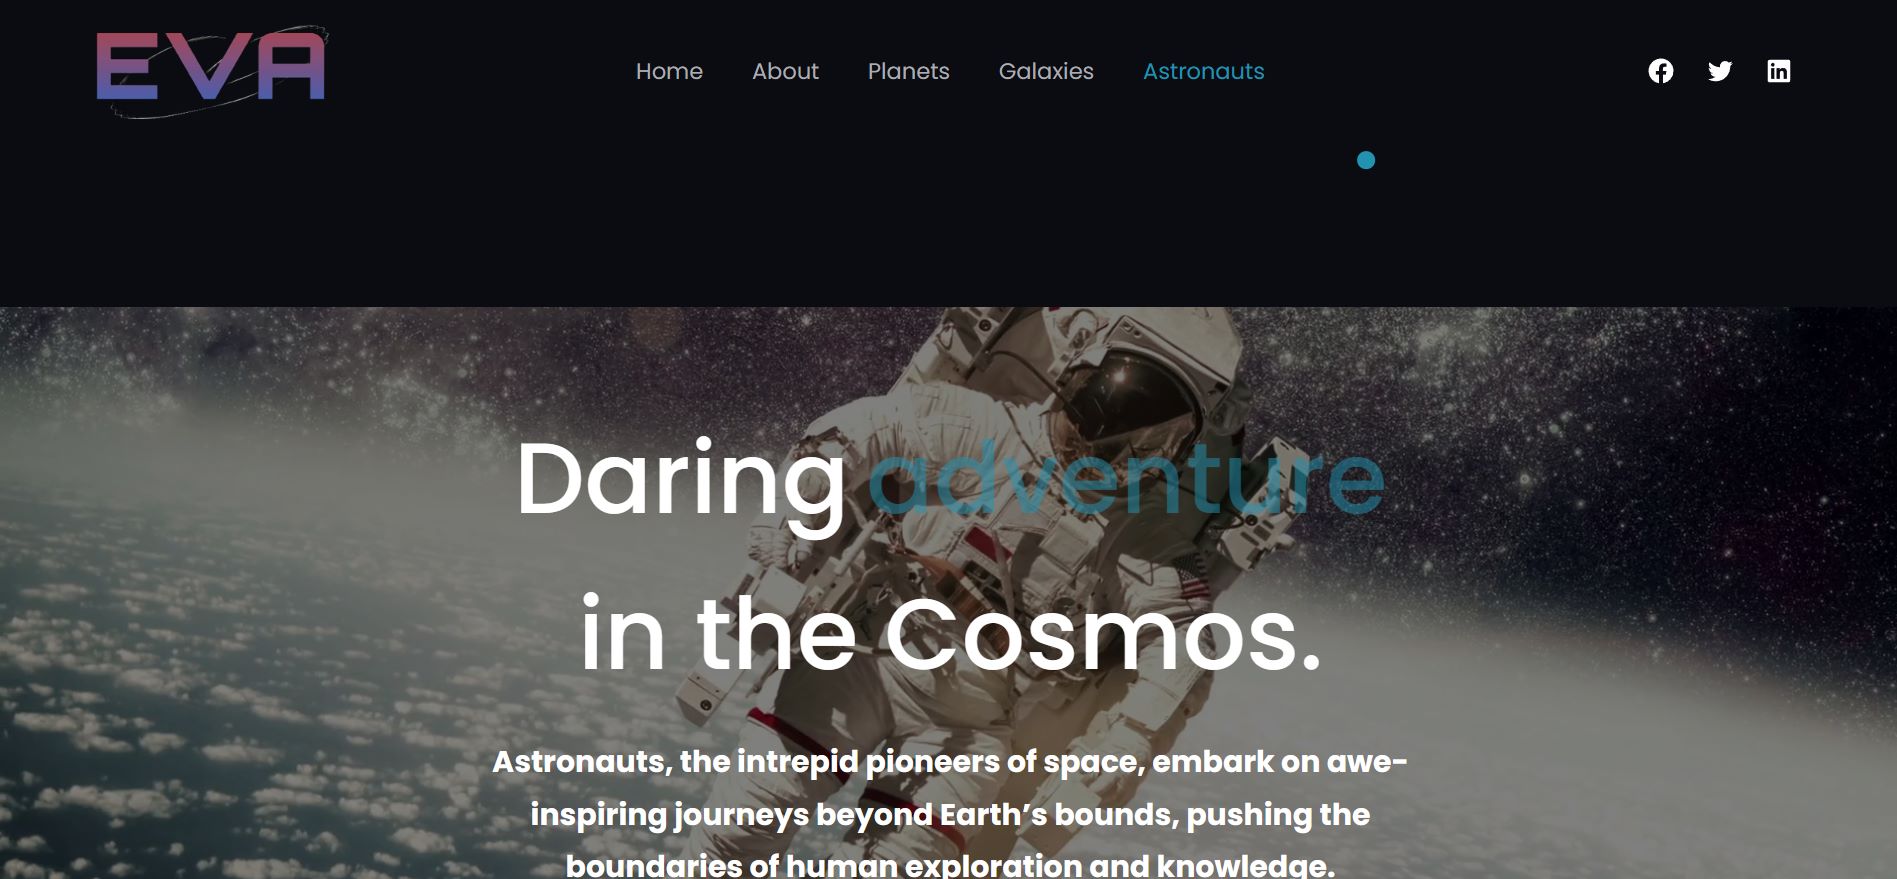 EVA
Home About Planets Galaxies Astronauts
Daring adventure
in the Cosmos.
Astronauts, the intrepid pioneers of space, embark on awe-
inspiring journeys beyond Earth’s bounds, pushing the
boundaries of human exploration and knowledge.